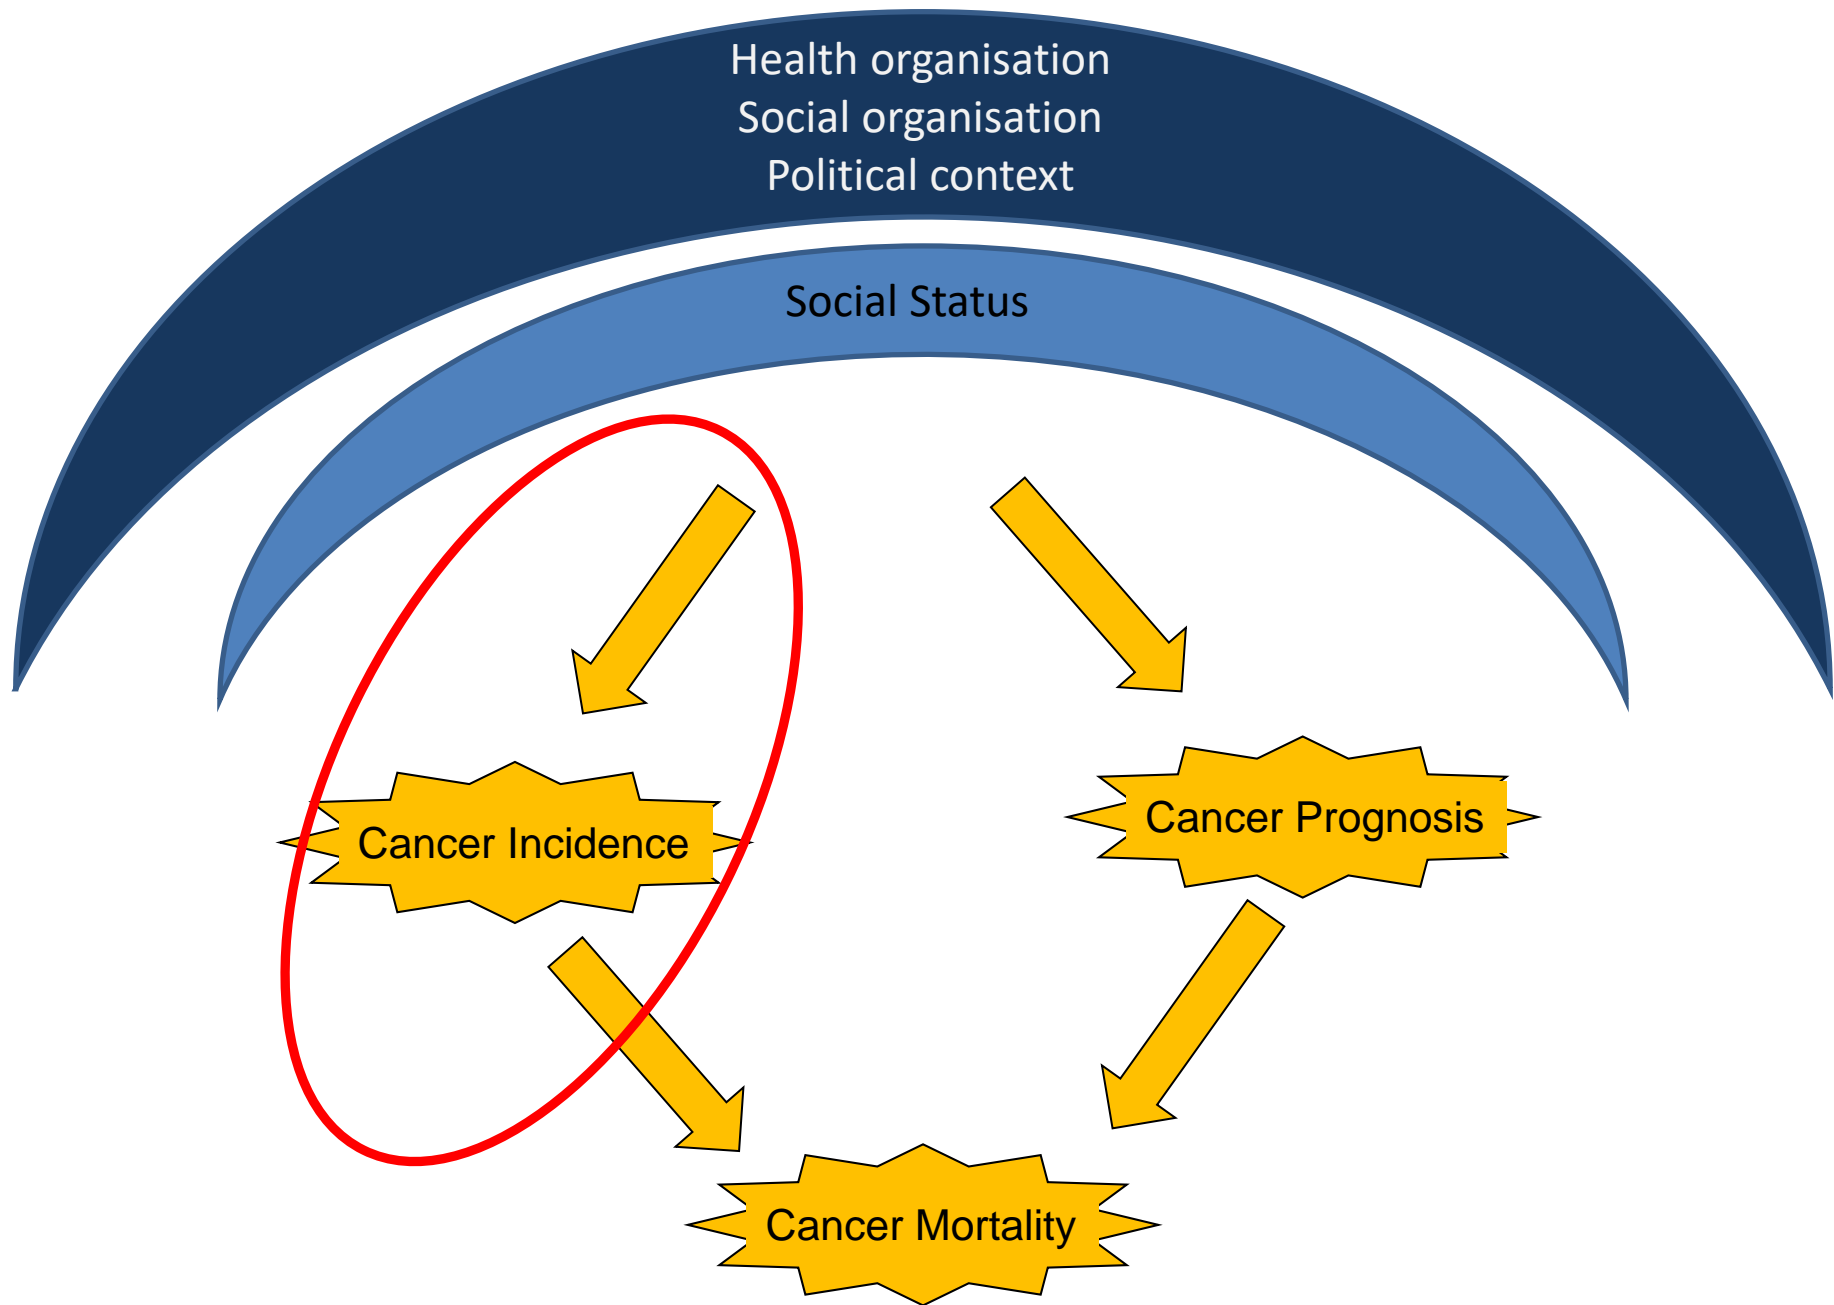 Health organisation
Social organisation
Political context
Social Status
Cancer Incidence
Cancer Prognosis
Cancer Mortality